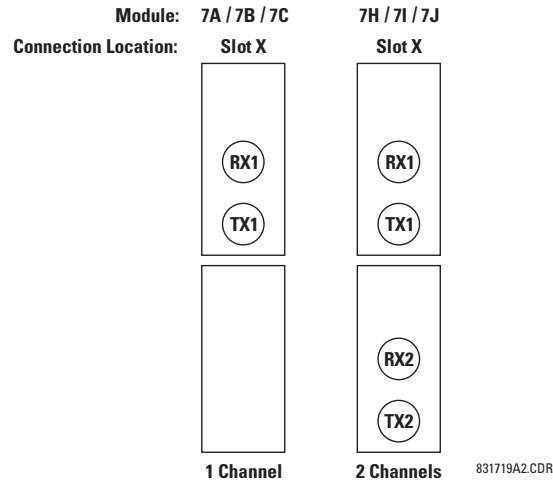 Module: 7A / 7B / 7C 7H / 7I / 7J
Connection Location: Slot X Slot X
RX1 RX1
TX1 TX1
RX2
TX2
1 Channel 2 Channels 831719A2.CDR